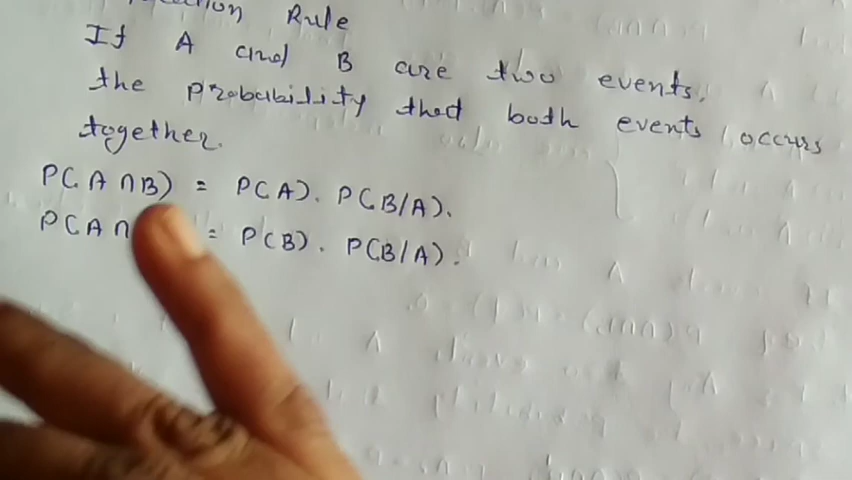 Rule
If A and B are two events,
the probability that both events occurs
together.
P(A∩B) = P(A). P(B/A).
P(A∩ = P(B). P(B/A).